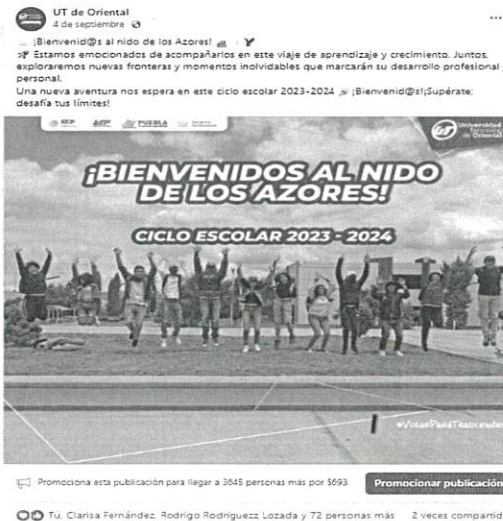 UT de Oriental
4 de septiembre
¡Bienvenid@s al nido de los Azores!
Estamos emocionados de acompañarlos en este viaje de aprendizaje y crecimiento. Juntos,
exploraremos nuevas fronteras y momentos inolvidables que marcarán su desarrollo profesional y
personal.
Una nueva aventura nos espera en este ciclo escolar 2023-2024 ¡Bienvenid@s!¡Supérate;
desafía tus límites!
SEP
PUEBLA
UT
Universidad
Tecnológica
de Oriental
¡BIENVENIDOS AL NIDO
DE LOS AZORES!
CICLO ESCOLAR 2023 - 2024
#VolarParaTrascender
Promociona esta publicación para llegar a 3645 personas más por $693
Promocionar publicación
Tú, Clarisa Fernández, Rodrigo Rodríguezz Lozada y 72 personas más
2 veces compartid